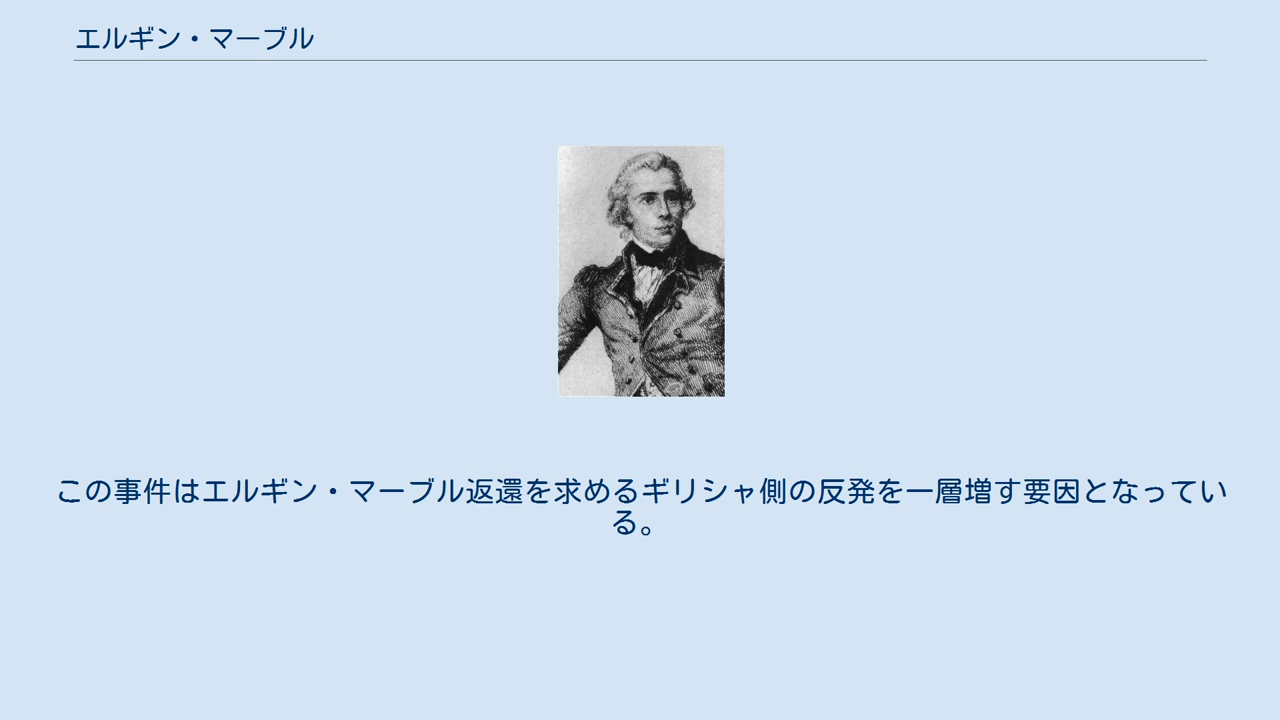 エルギン・マーブル
この事件はエルギン・マーブル返還を求めるギリシャ側の反発を一層増す要因となってい
る。